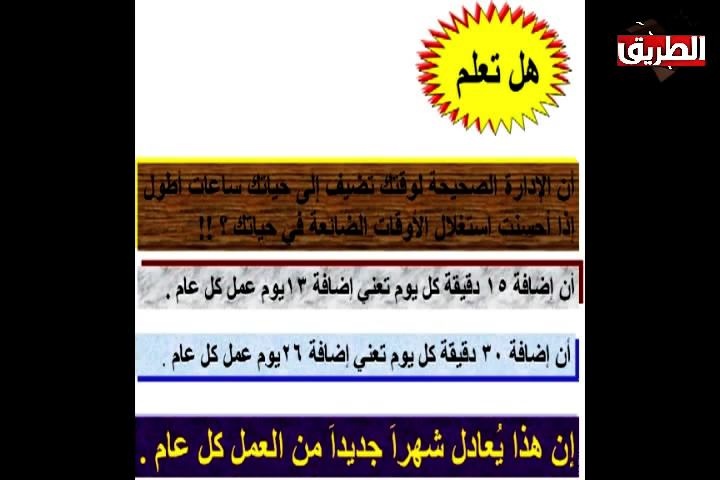 الطريق
هل تعلم
أن الإدارة الصحيحة لوقتك تضيف إلى حياتك ساعات أطول
إذا أحسنت إستغلال الأوقات الضائعة في حياتك ؟ !!
أن إضافة ١٥ دقيقة كل يوم تعني إضافة ١٣يوم عمل كل عام .
أن إضافة ٣٠ دقيقة كل يوم تعني إضافة ٢٦يوم عمل كل عام .
إن هذا يُعادل شهراَ جديداَ من العمل كل عام .